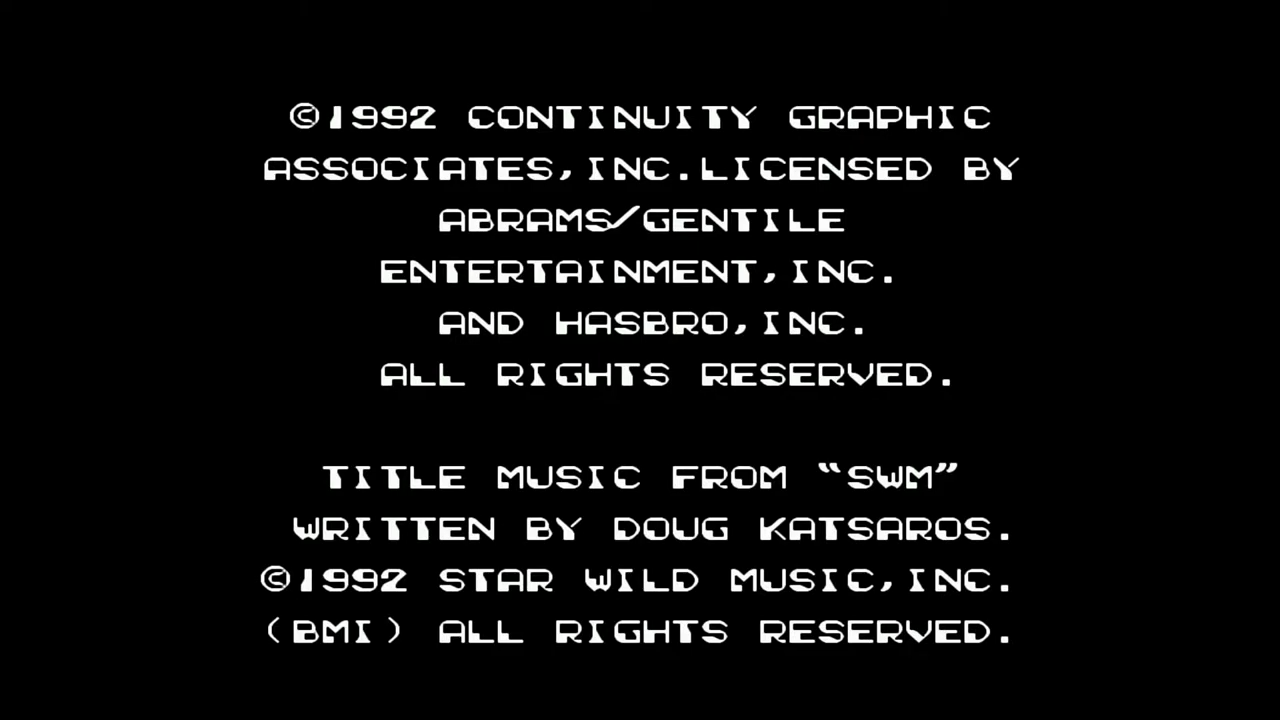 ©1992 CONTINUITY GRAPHIC
ASSOCIATES,INC.LICENSED BY
ABRAMS/GENTILE
ENTERTAINMENT,INC.
AND HASBRO,INC.
ALL RIGHTS RESERVED.
TITLE MUSIC FROM “SWM”
WRITTEN BY DOUG KATSAROS.
©1992 STAR WILD MUSIC,INC.
(BMI) ALL RIGHTS RESERVED.